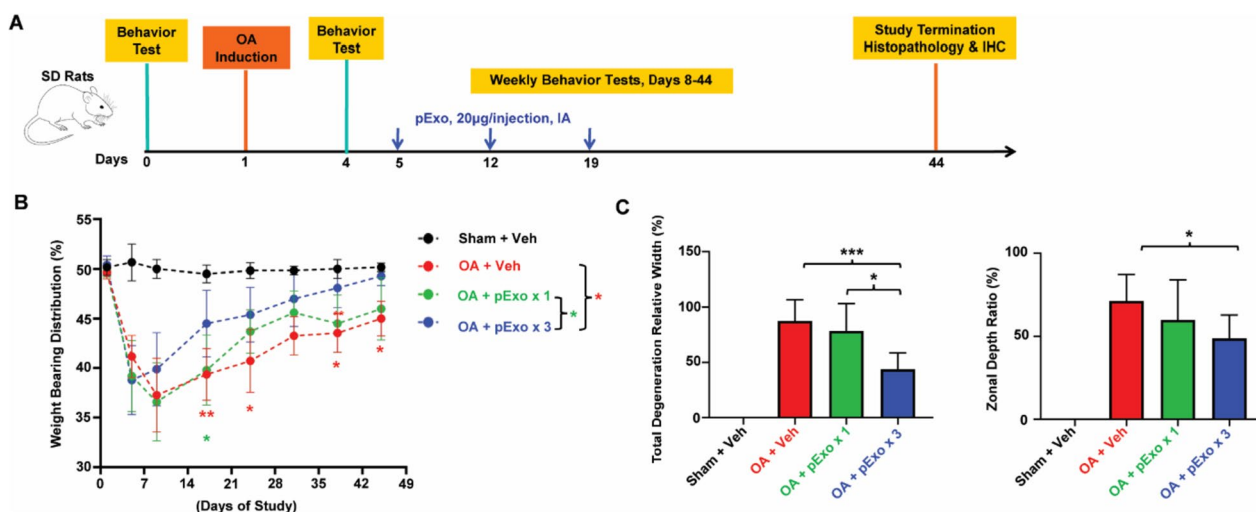 A
Behavior
Test
OA
Induction
Behavior
Test
Study Termination
Histopathology & IHC
SD Rats
Weekly Behavior Tests, Days 8-44
pExo, 20µg/injection, IA
Days
0
1
4
5
12
19
44
B
Weight Bearing Distribution (%)
55
50
45
40
35
30
0
7
14
21
28
35
42
49
(Days of Study)
Sham + Veh
OA + Veh
OA + pExo x 1
OA + pExo x 3
*
*
**
*
*
**
*
*
C
Total Degeneration Relative Width (%)
150
100
50
0
***
*
Sham + Veh
OA + Veh
OA + pExo x 1
OA + pExo x 3
Zonal Depth Ratio (%)
100
50
0
*
Sham + Veh
OA + Veh
OA + pExo x 1
OA + pExo x 3